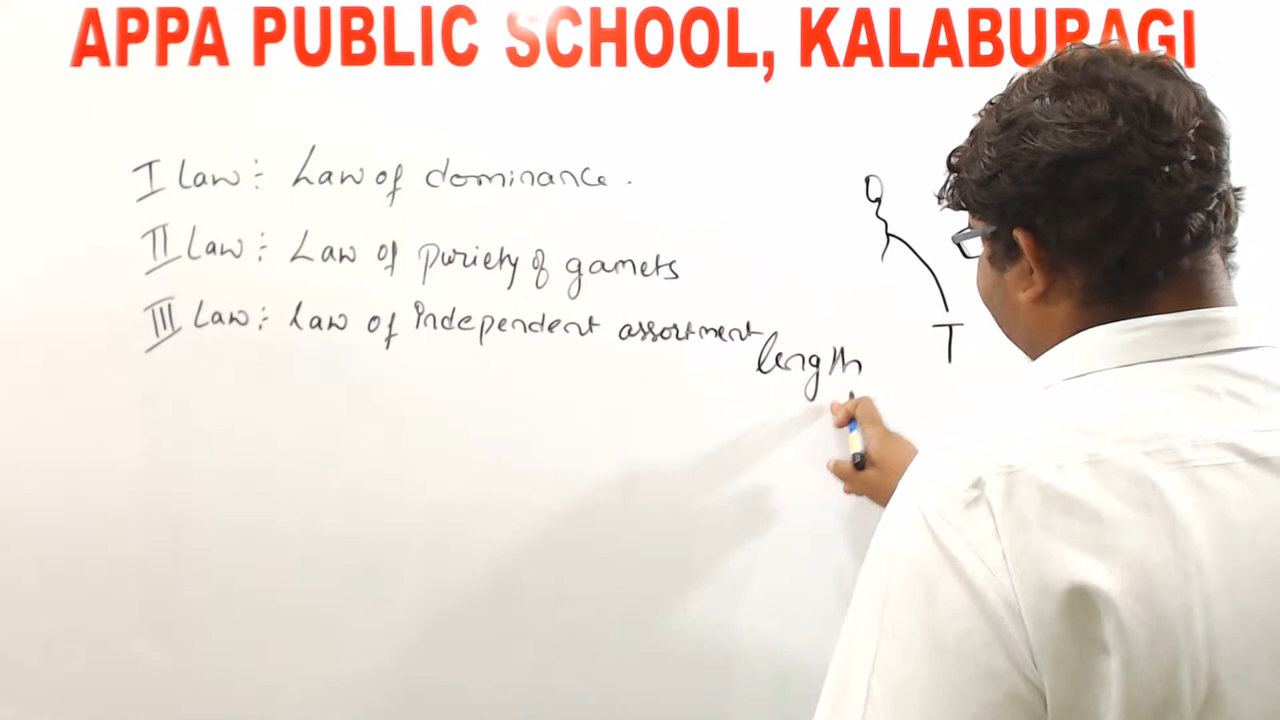 APPA PUBLIC SCHOOL, KALABURAGI
I Law : Law of dominance.
II Law : Law of puriety of gamets
III Law : Law of Independent assortment
length
T